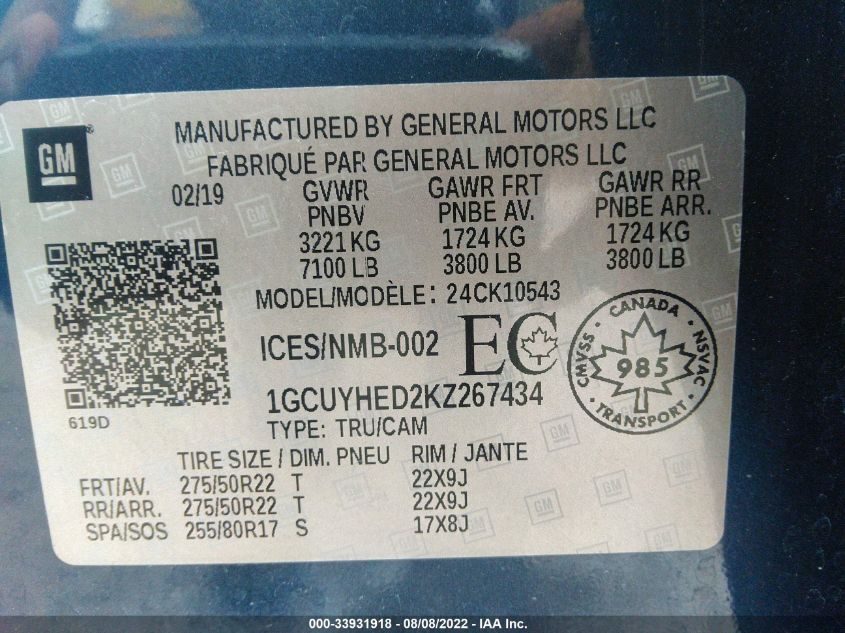 GM
MANUFACTURED BY GENERAL MOTORS LLC
FABRIQUÉ PAR GENERAL MOTORS LLC
02/19 GVWR GAWR FRT GAWR RR
PNBV PNBE AV. PNBE ARR.
3221 KG 1724 KG 1724 KG
7100 LB 3800 LB 3800 LB
MODEL/MODÈLE: 24CK10543
ICES/NMB-002 EC
CANADA
CMVSS 985 NSVAC
TRANSPORT
1GCUYHED2KZ267434
619D
TYPE: TRU/CAM
TIRE SIZE / DIM. PNEU RIM / JANTE
FRT/AV. 275/50R22 T 22X9J
RR/ARR. 275/50R22 T 22X9J
SPA/SOS 255/80R17 S 17X8J
000-33931918 - 08/08/2022 - IAA Inc.